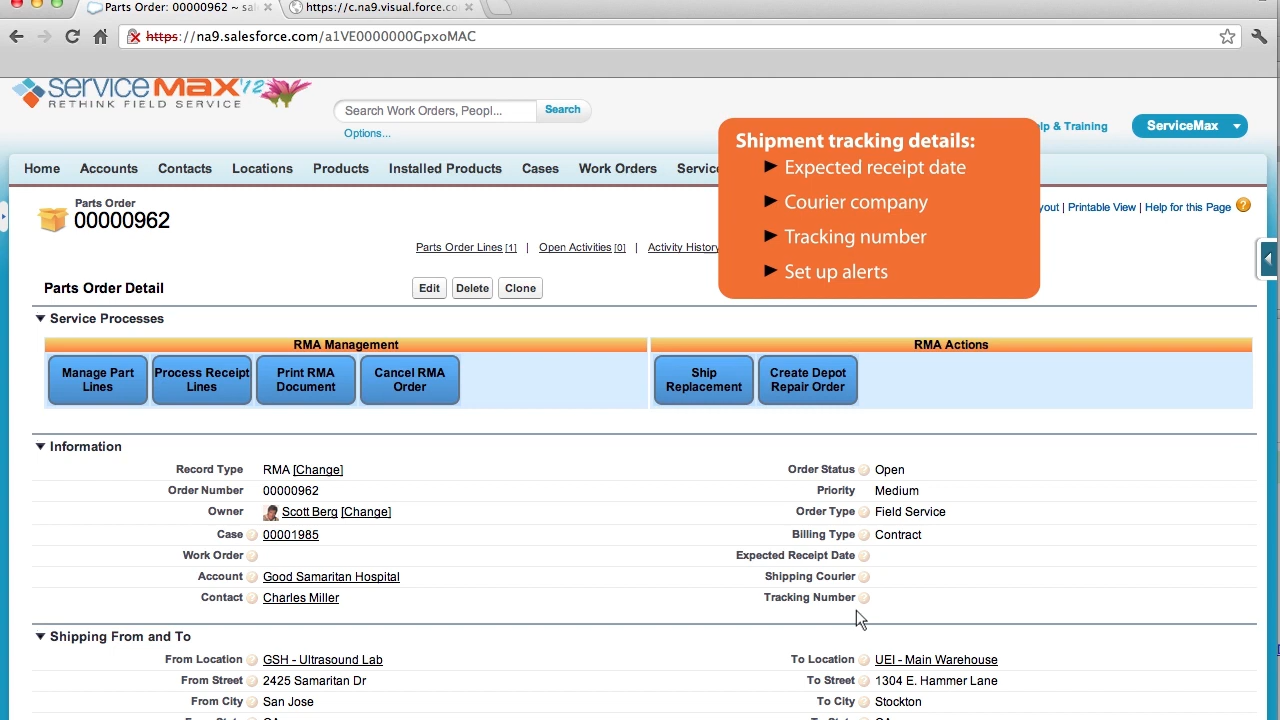 Parts Order: 00000962 ~ sal
https://c.na9.visual.force.co
https://na9.salesforce.com/a1VE0000000GpxoMAC
serviceMax'12
RETHINK FIELD SERVICE
Search Work Orders, Peopl...
Search
Options...
lp & Training
ServiceMax
Shipment tracking details:
► Expected receipt date
► Courier company
► Tracking number
► Set up alerts
Home
Accounts
Contacts
Locations
Products
Installed Products
Cases
Work Orders
Servic
Parts Order
00000962
yout | Printable View | Help for this Page
Parts Order Lines [1] | Open Activities [0] | Activity History
Parts Order Detail
Edit
Delete
Clone
Service Processes
RMA Management
RMA Actions
Manage Part
Lines
Process Receipt
Lines
Print RMA
Document
Cancel RMA
Order
Ship
Replacement
Create Depot
Repair Order
Information
Record Type RMA [Change]
Order Status Open
Order Number 00000962
Priority Medium
Owner Scott Berg [Change]
Order Type Field Service
Case 00001985
Billing Type Contract
Work Order
Expected Receipt Date
Account Good Samaritan Hospital
Shipping Courier
Contact Charles Miller
Tracking Number
Shipping From and To
From Location GSH - Ultrasound Lab
To Location UEI - Main Warehouse
From Street 2425 Samaritan Dr
To Street 1304 E. Hammer Lane
From City San Jose
To City Stockton